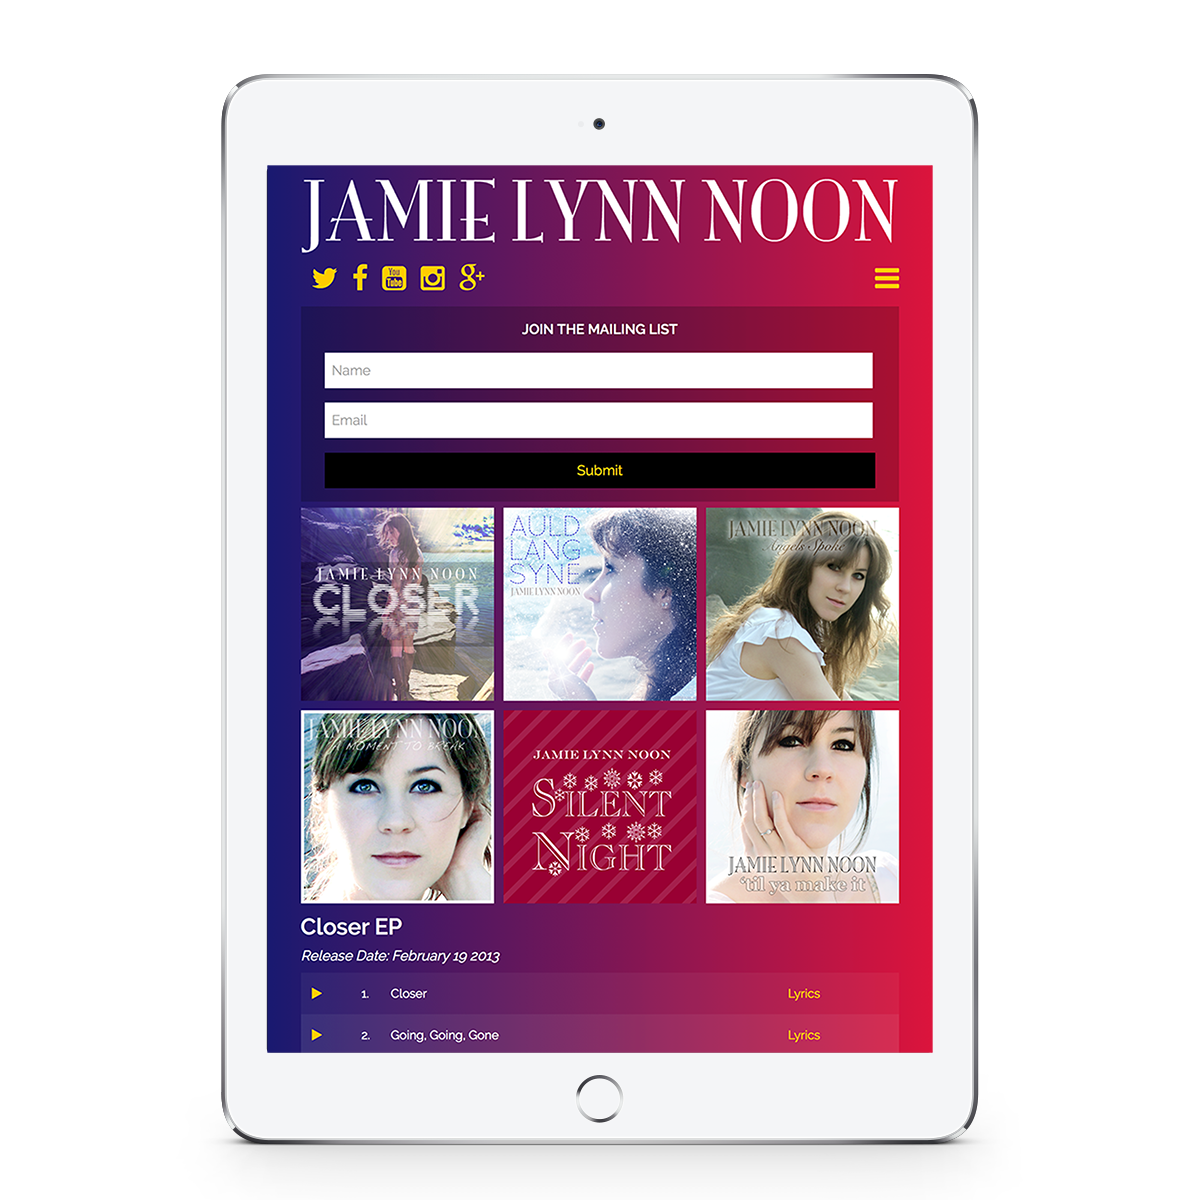 JAMIE LYNN NOON
You
Tube
g+
JOIN THE MAILING LIST
Name
Email
Submit
JAMIE LYNN NOON
CLOSER
AULD
LANG
SYNE
JAMIE LYNN NOON
JAMIE LYNN NOON
Angels Spoke
JAMIE LYNN NOON
A MOMENT TO BREAK
JAMIE LYNN NOON
SILENT
NIGHT
JAMIE LYNN NOON
'til ya make it
Closer EP
Release Date: February 19 2013
1. Closer Lyrics
2. Going, Going, Gone Lyrics